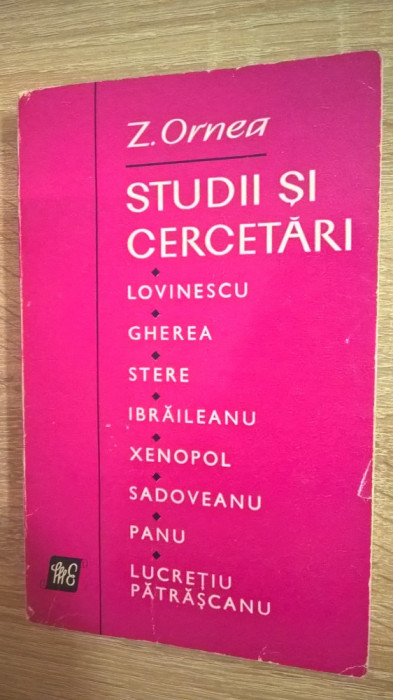 Z. Ornea
STUDII ȘI
CERCETĂRI
LOVINESCU
GHEREA
STERE
IBRĂILEANU
XENOPOL
SADOVEANU
PANU
LUCREȚIU
PĂTRĂȘCANU